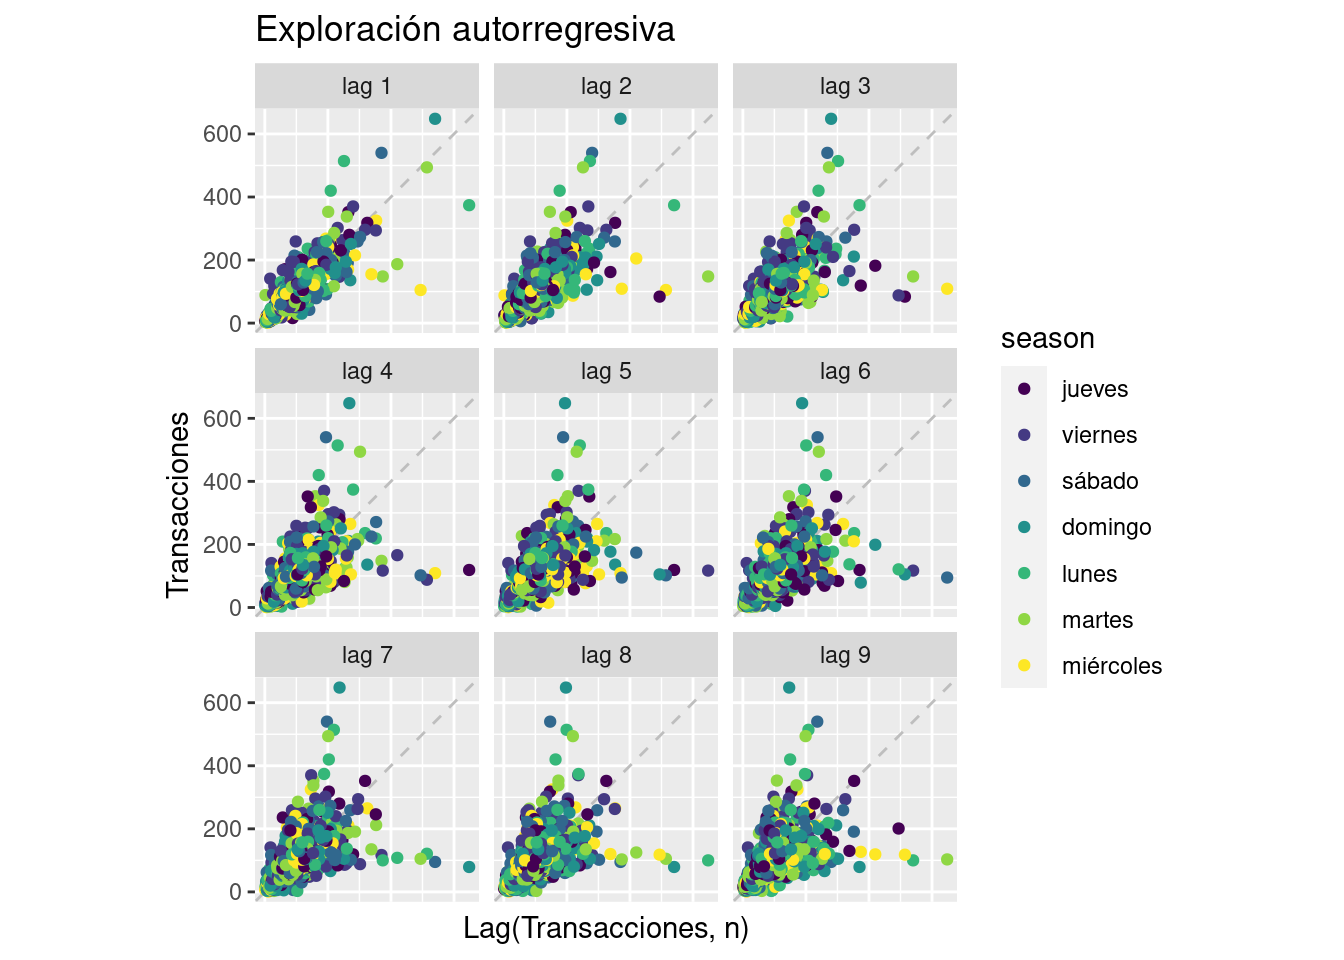 Exploración autorregresiva
lag 1
lag 2
lag 3
600
400
200
0
lag 4
lag 5
lag 6
600
400
200
0
lag 7
lag 8
lag 9
600
400
200
0
Transacciones
Lag(Transacciones, n)
season
jueves
viernes
sábado
domingo
lunes
martes
miércoles